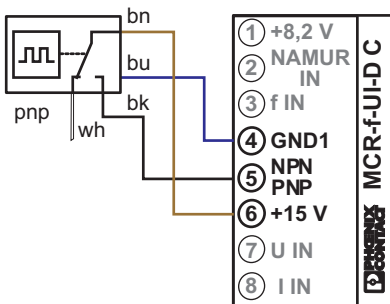 bn
bu
bk
pnp
wh
1 +8,2 V
2 NAMUR
IN
3 f IN
4 GND1
5 NPN
PNP
6 +15 V
7 U IN
8 I IN
MCR-f-UI-D C
PHOENIX
CONTACT